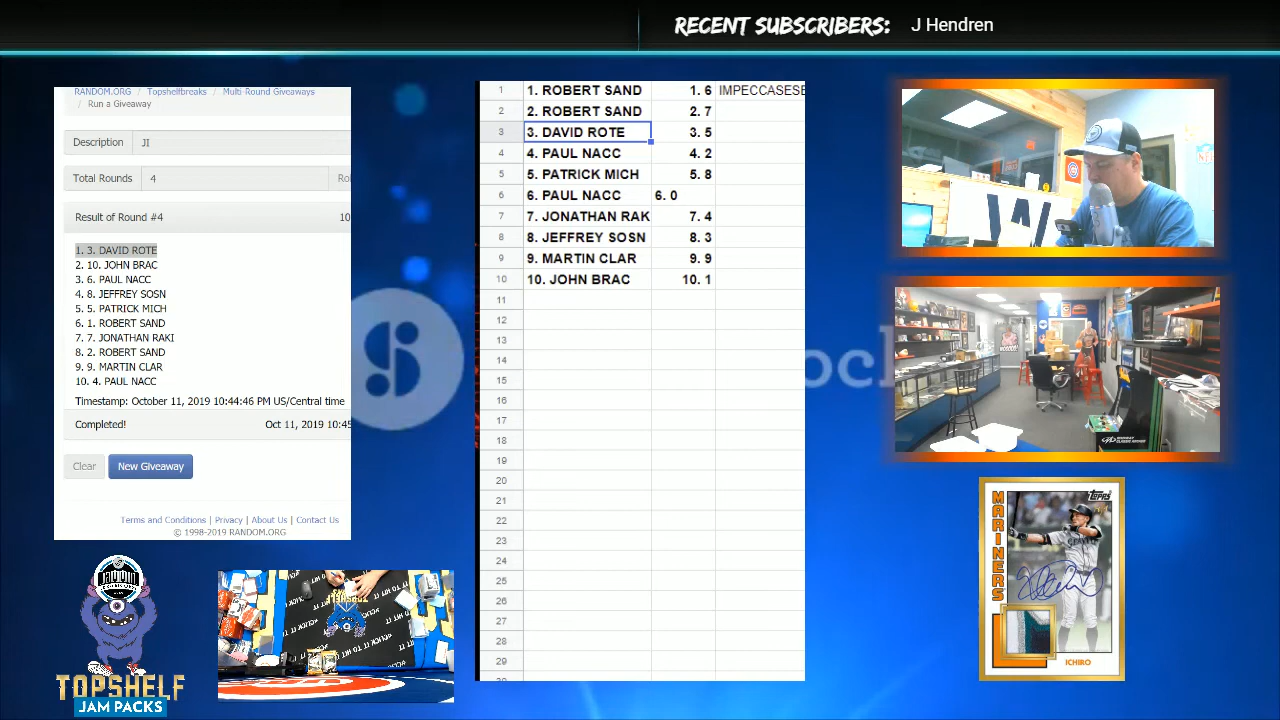 RECENT SUBSCRIBERS: J Hendren
RANDOM.ORG / Topshelfbreaks / Multi-Round Giveaways
/ Run a Giveaway
Description JI
Total Rounds 4 Ro
Result of Round #4 10
1. 3. DAVID ROTE
2. 10. JOHN BRAC
3. 6. PAUL NACC
4. 8. JEFFREY SOSN
5. 5. PATRICK MICH
6. 1. ROBERT SAND
7. 7. JONATHAN RAKI
8. 2. ROBERT SAND
9. 9. MARTIN CLAR
10. 4. PAUL NACC
Timestamp: October 11, 2019 10:44:46 PM US/Central time
Completed! Oct 11, 2019 10:45
Clear New Giveaway
Terms and Conditions | Privacy | About Us | Contact Us
© 1998-2019 RANDOM.ORG
1 1. ROBERT SAND 1. 6 IMPECCASESE
2 2. ROBERT SAND 2. 7
3 3. DAVID ROTE 3. 5
4 4. PAUL NACC 4. 2
5 5. PATRICK MICH 5. 8
6 6. PAUL NACC 6. 0
7 7. JONATHAN RAK 7. 4
8 8. JEFFREY SOSN 8. 3
9 9. MARTIN CLAR 9. 9
10 10. JOHN BRAC 10. 1
11
12
13
14
15
16
17
18
19
20
21
22
23
24
25
26
27
28
29
W
TOPPS
MARINERS
ICHIRO
TOPSHELF
JAM PACKS